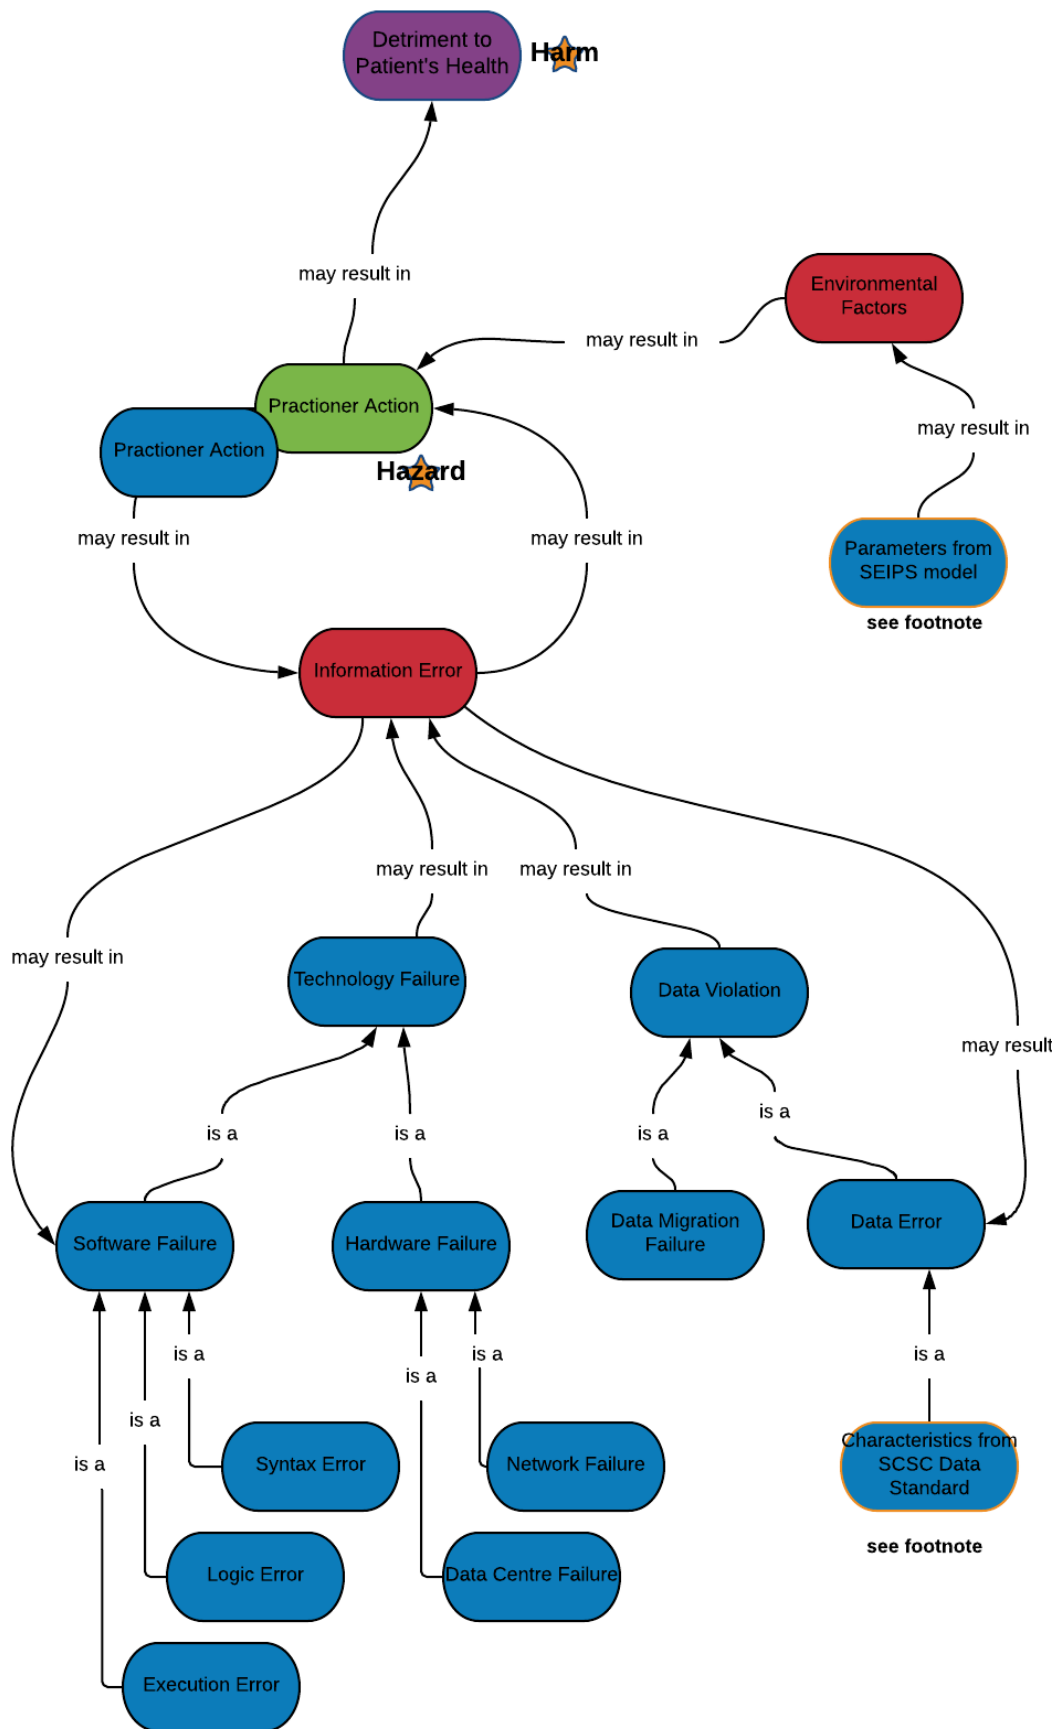 Detriment to
Patient's Health
Harm
may result in
Environmental
Factors
may result in
Practioner Action
Practioner Action
Hazard
may result in
may result in
may result in
Parameters from
SEIPS model
see footnote
Information Error
may result in
may result in
may result in
may result
Technology Failure
Data Violation
is a
is a
is a
is a
Software Failure
Hardware Failure
Data Migration
Failure
Data Error
is a
is a
is a
is a
is a
is a
Syntax Error
Network Failure
Characteristics from
SCSC Data
Standard
see footnote
Logic Error
Data Centre Failure
Execution Error